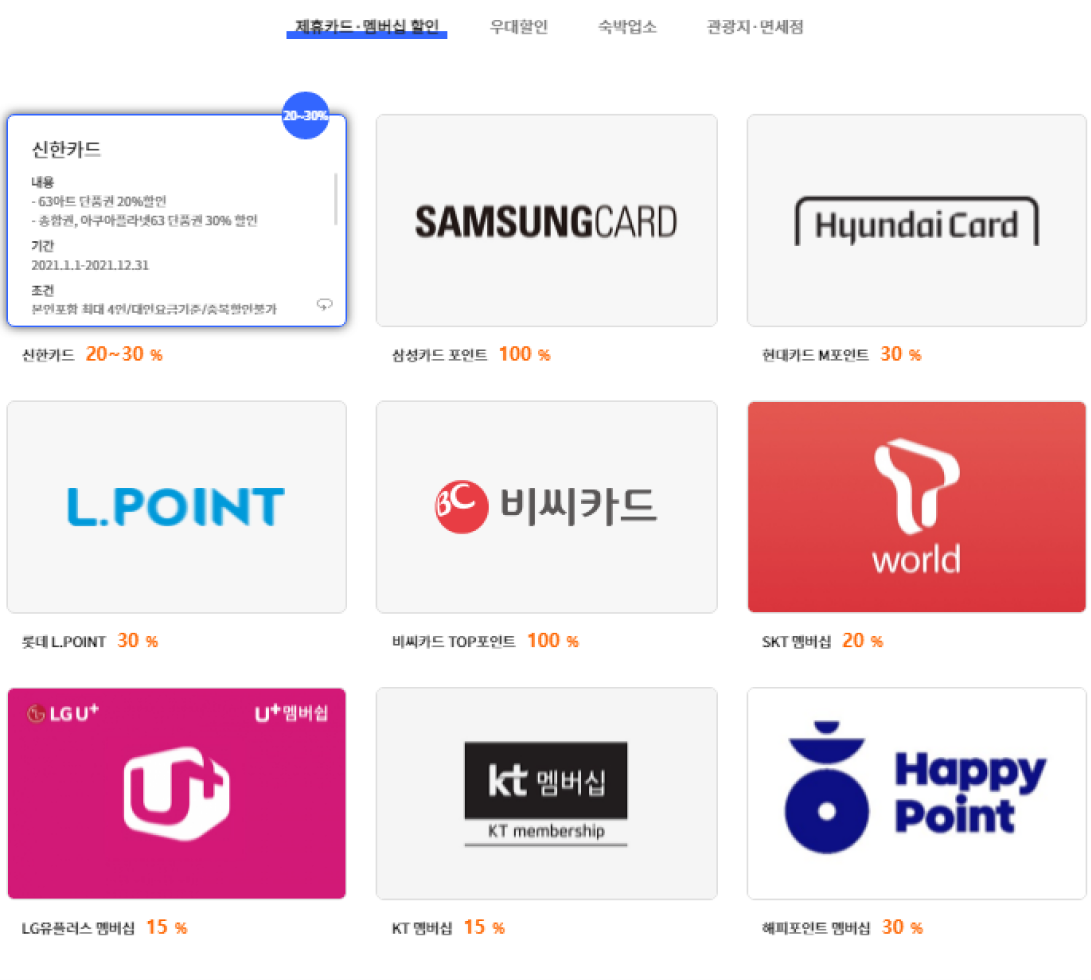 제휴카드·멤버십 할인 우대할인 숙박업소 관광지·면세점
20~30%
신한카드
내용
- 63아트 단품권 20%할인
- 종합권, 아쿠아플라넷63 단품권 30% 할인
기간
2021.1.1-2021.12.31
조건
본인포함 최대 4인/대인요금기준/중복할인불가
SAMSUNGCARD
Hyundai Card
신한카드 20~30 %
삼성카드 포인트 100 %
현대카드 M포인트 30 %
L.POINT
BC 비씨카드
T world
롯데 L.POINT 30 %
비씨카드 TOP포인트 100 %
SKT 멤버십 20 %
LG U+ U+멤버쉽
U+
kt 멤버십
KT membership
Happy
Point
LG유플러스 멤버십 15 %
KT 멤버십 15 %
해피포인트 멤버십 30 %